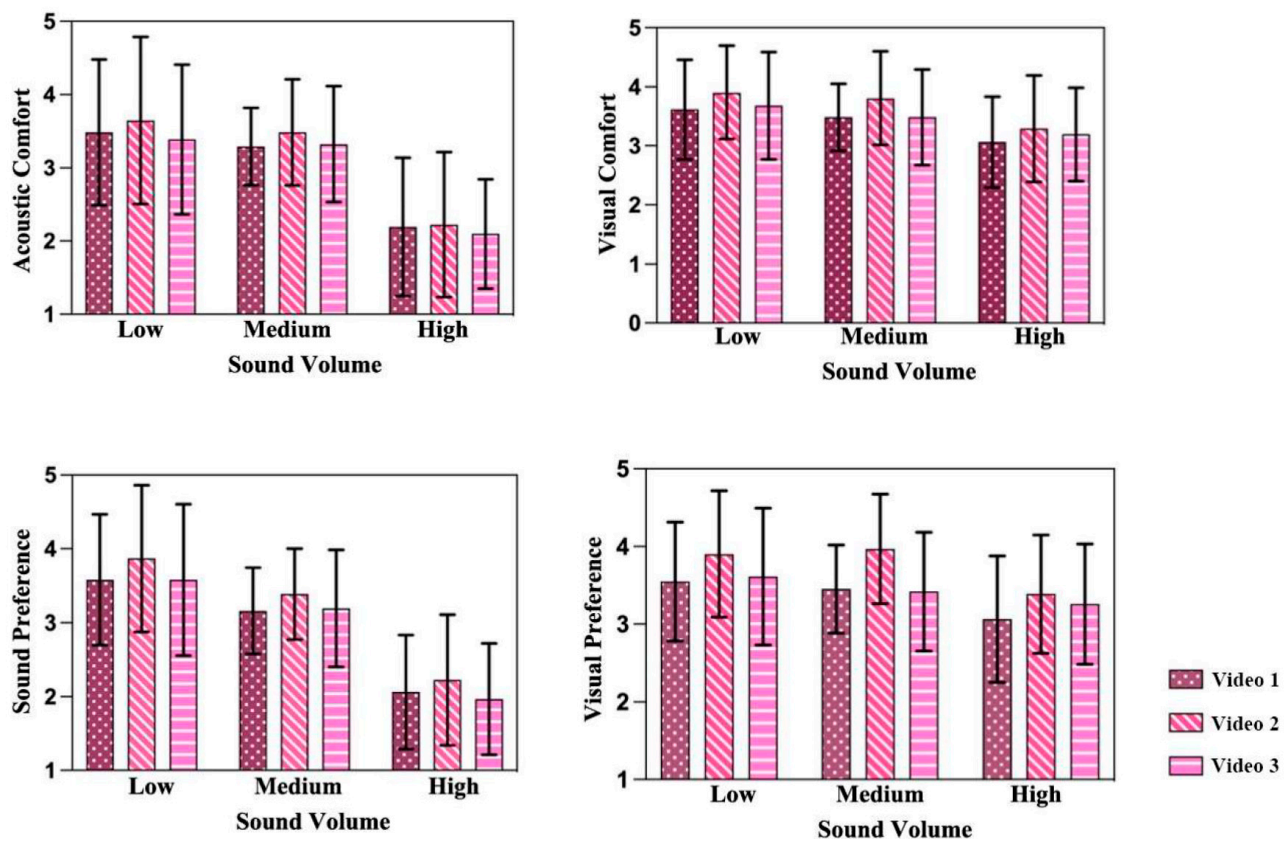 Acoustic Comfort
5
4
3
2
1
Low Medium High
Sound Volume
Visual Comfort
5
4
3
2
1
0
Low Medium High
Sound Volume
Sound Preference
5
4
3
2
1
Low Medium High
Sound Volume
Visual Preference
5
4
3
2
1
Low Medium High
Sound Volume
Video 1
Video 2
Video 3